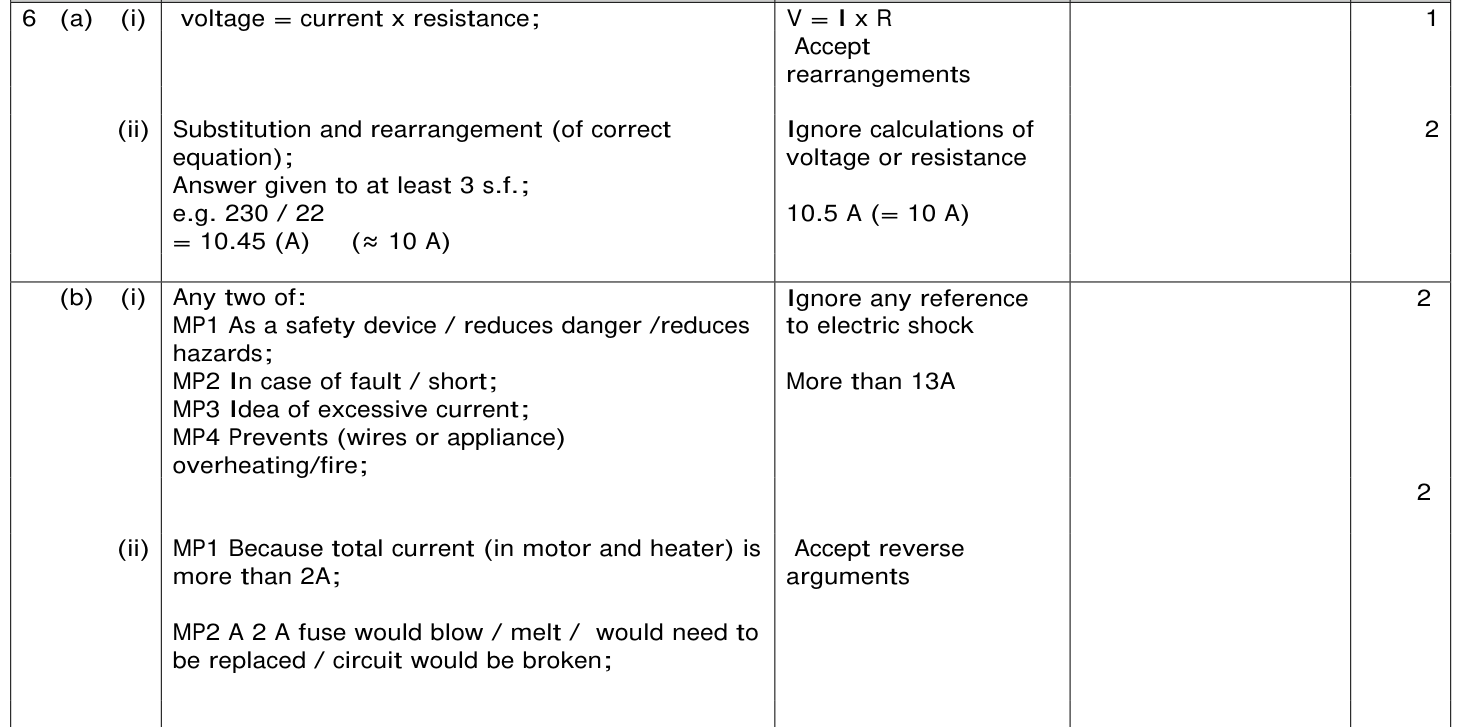 6 (a) (i) voltage = current x resistance; V = I x R 1
Accept
rearrangements
(ii) Substitution and rearrangement (of correct Ignore calculations of 2
equation); voltage or resistance
Answer given to at least 3 s.f.;
e.g. 230 / 22 10.5 A (= 10 A)
= 10.45 (A) (≈ 10 A)
(b) (i) Any two of: Ignore any reference 2
MP1 As a safety device / reduces danger /reduces to electric shock
hazards;
MP2 In case of fault / short; More than 13A
MP3 Idea of excessive current;
MP4 Prevents (wires or appliance)
overheating/fire;
2
(ii) MP1 Because total current (in motor and heater) is Accept reverse
more than 2A; arguments
MP2 A 2 A fuse would blow / melt / would need to
be replaced / circuit would be broken;